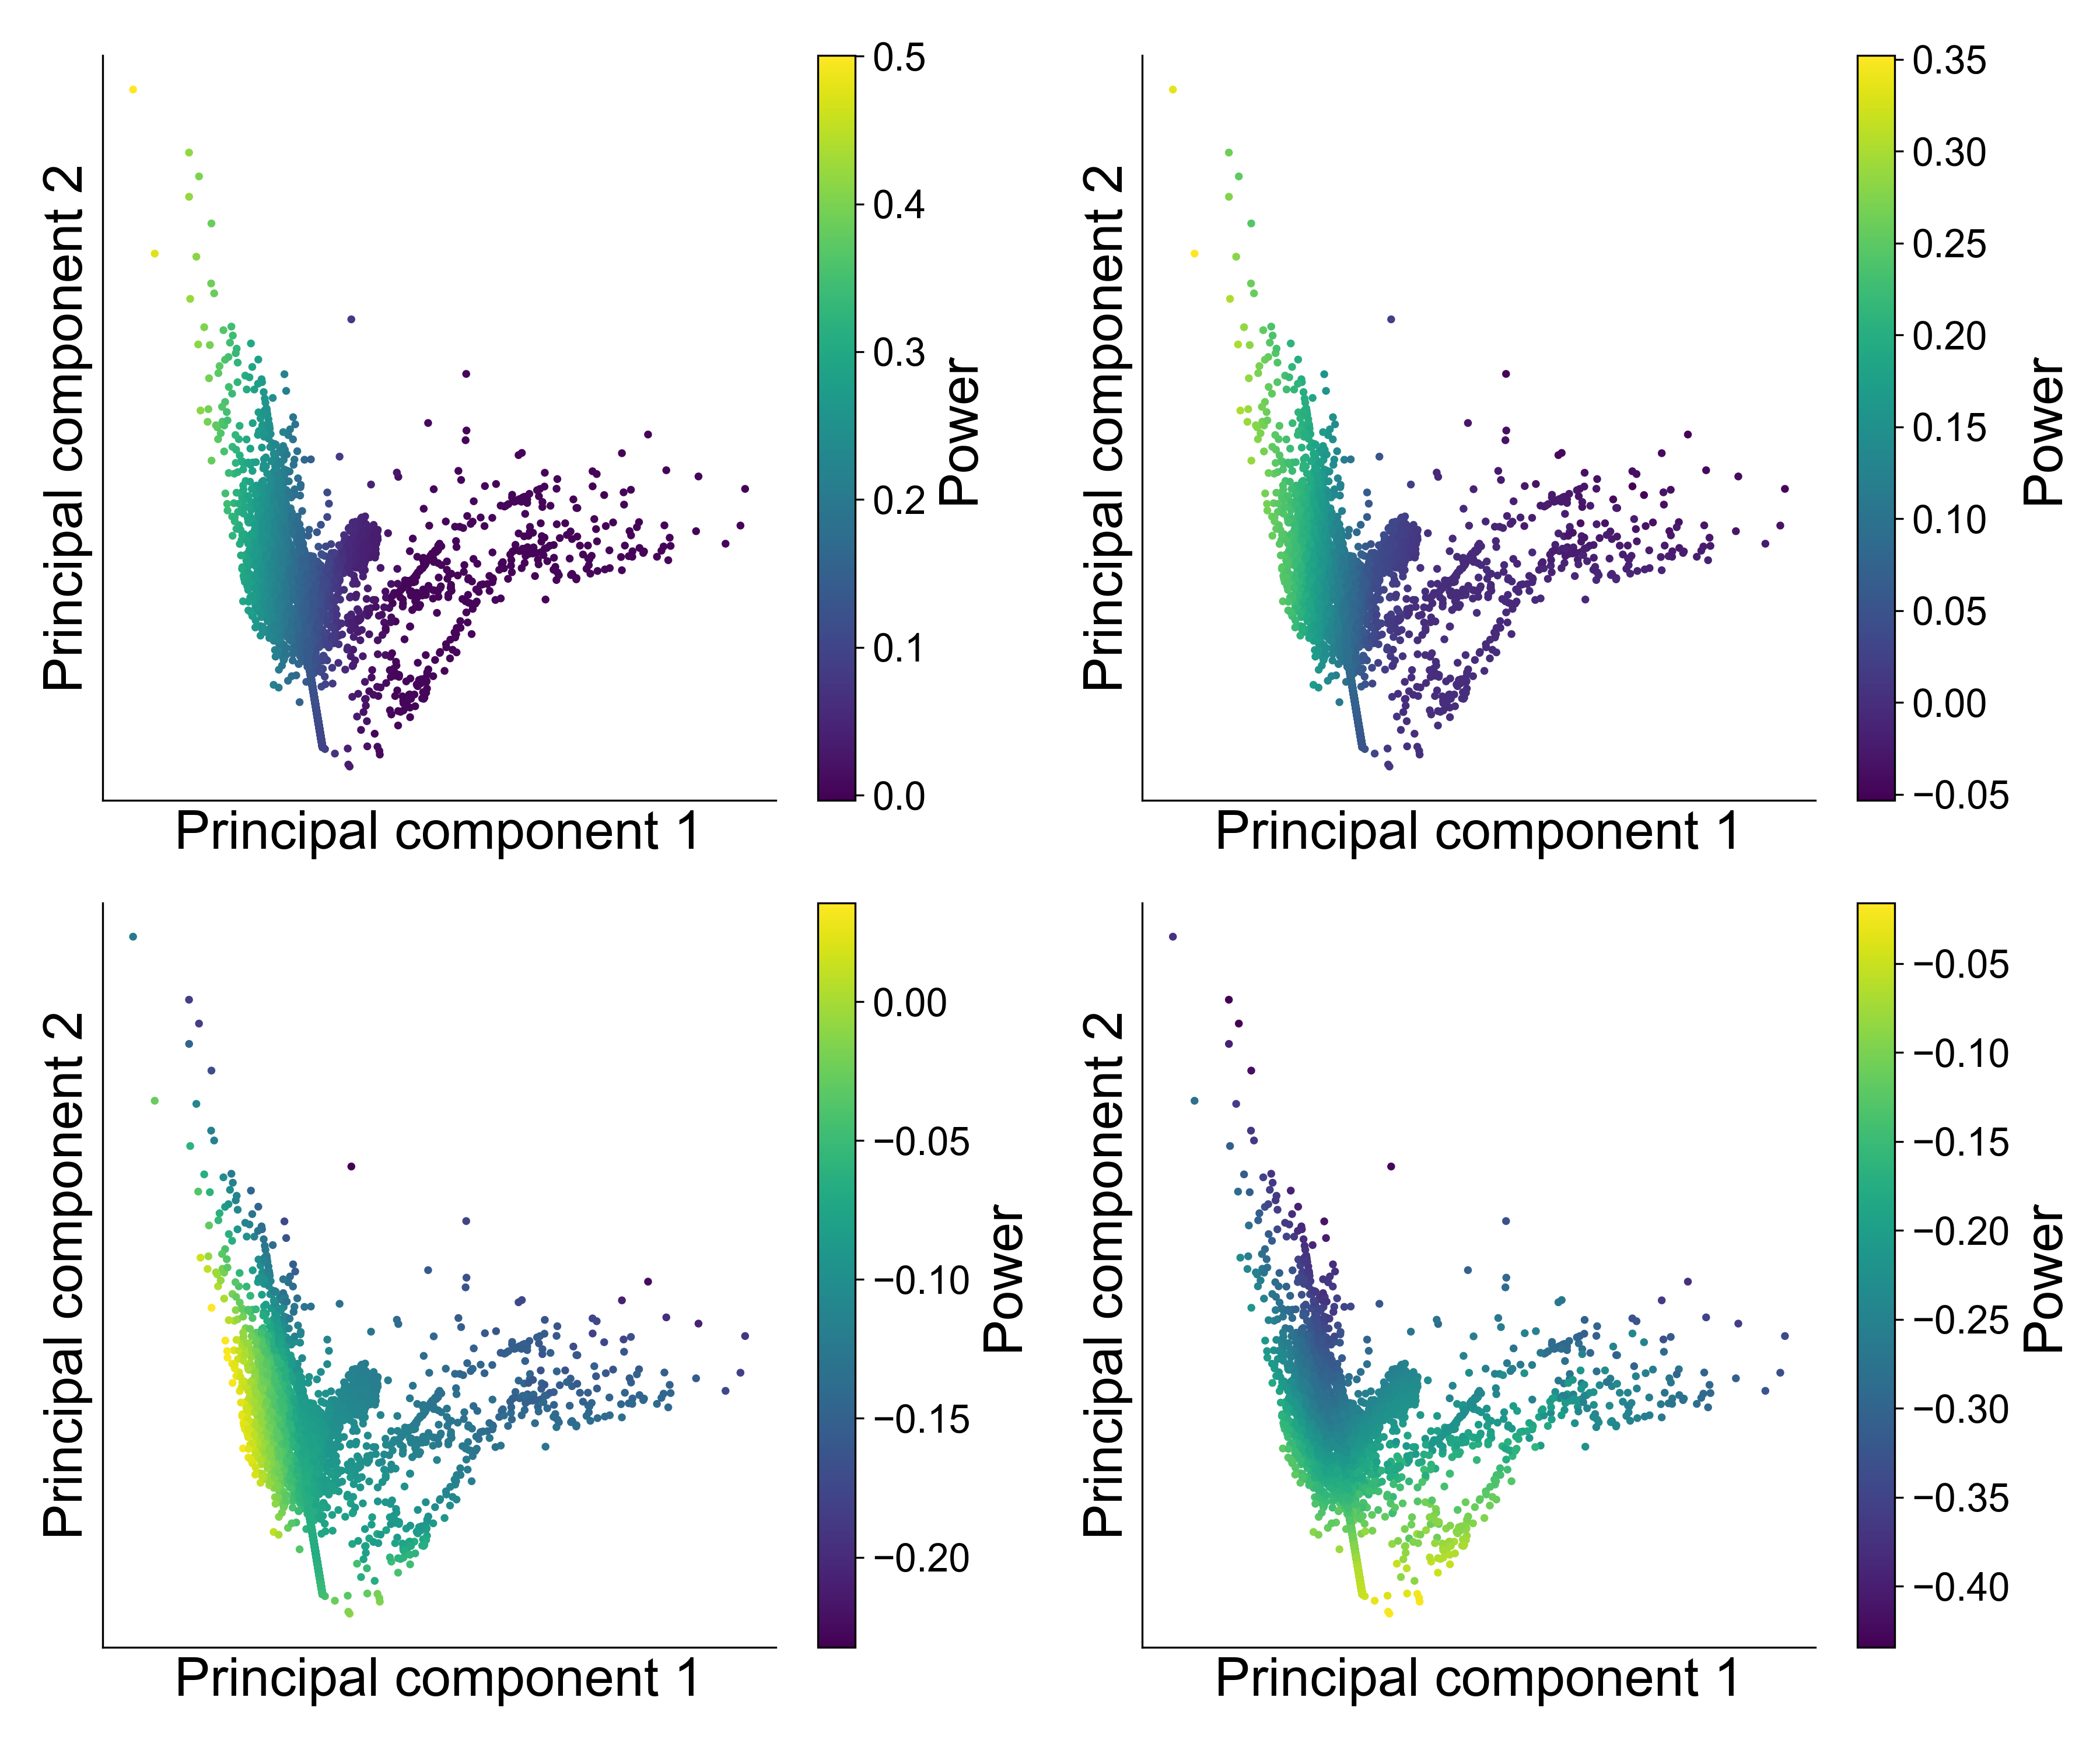 Principal component 2
Principal component 1
0.5
0.4
0.3
0.2
0.1
0.0
Power
Principal component 2
Principal component 1
0.35
0.30
0.25
0.20
0.15
0.10
0.05
0.00
−0.05
Power
Principal component 2
Principal component 1
0.00
−0.05
−0.10
−0.15
−0.20
Power
Principal component 2
Principal component 1
−0.05
−0.10
−0.15
−0.20
−0.25
−0.30
−0.35
−0.40
Power